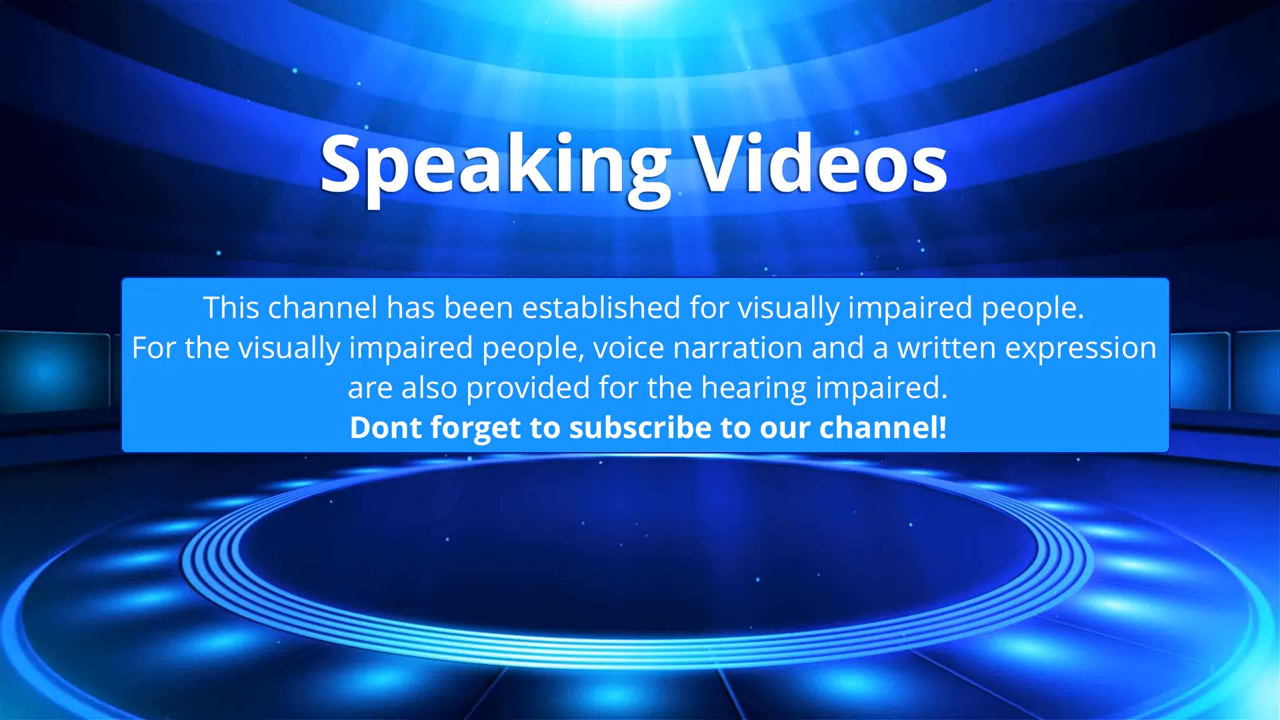 Speaking Videos
This channel has been established for visually impaired people.
For the visually impaired people, voice narration and a written expression
are also provided for the hearing impaired.
Dont forget to subscribe to our channel!